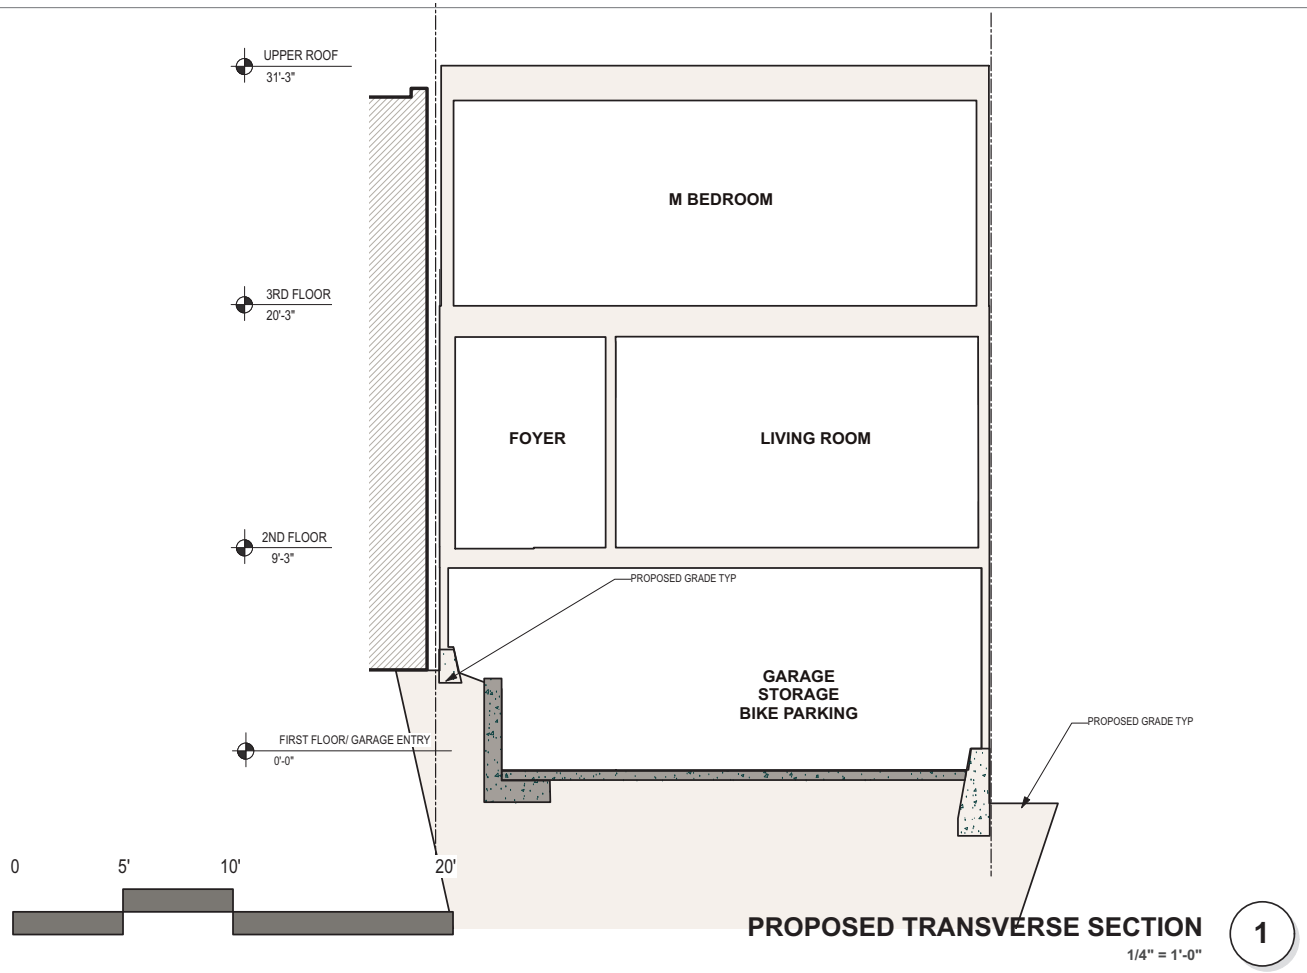 UPPER ROOF
31'-3"
M BEDROOM
3RD FLOOR
20'-3"
FOYER
LIVING ROOM
2ND FLOOR
9'-3"
PROPOSED GRADE TYP
GARAGE
STORAGE
BIKE PARKING
PROPOSED GRADE TYP
FIRST FLOOR/ GARAGE ENTRY
0'-0"
0 5' 10' 20'
PROPOSED TRANSVERSE SECTION
1/4" = 1'-0"
1